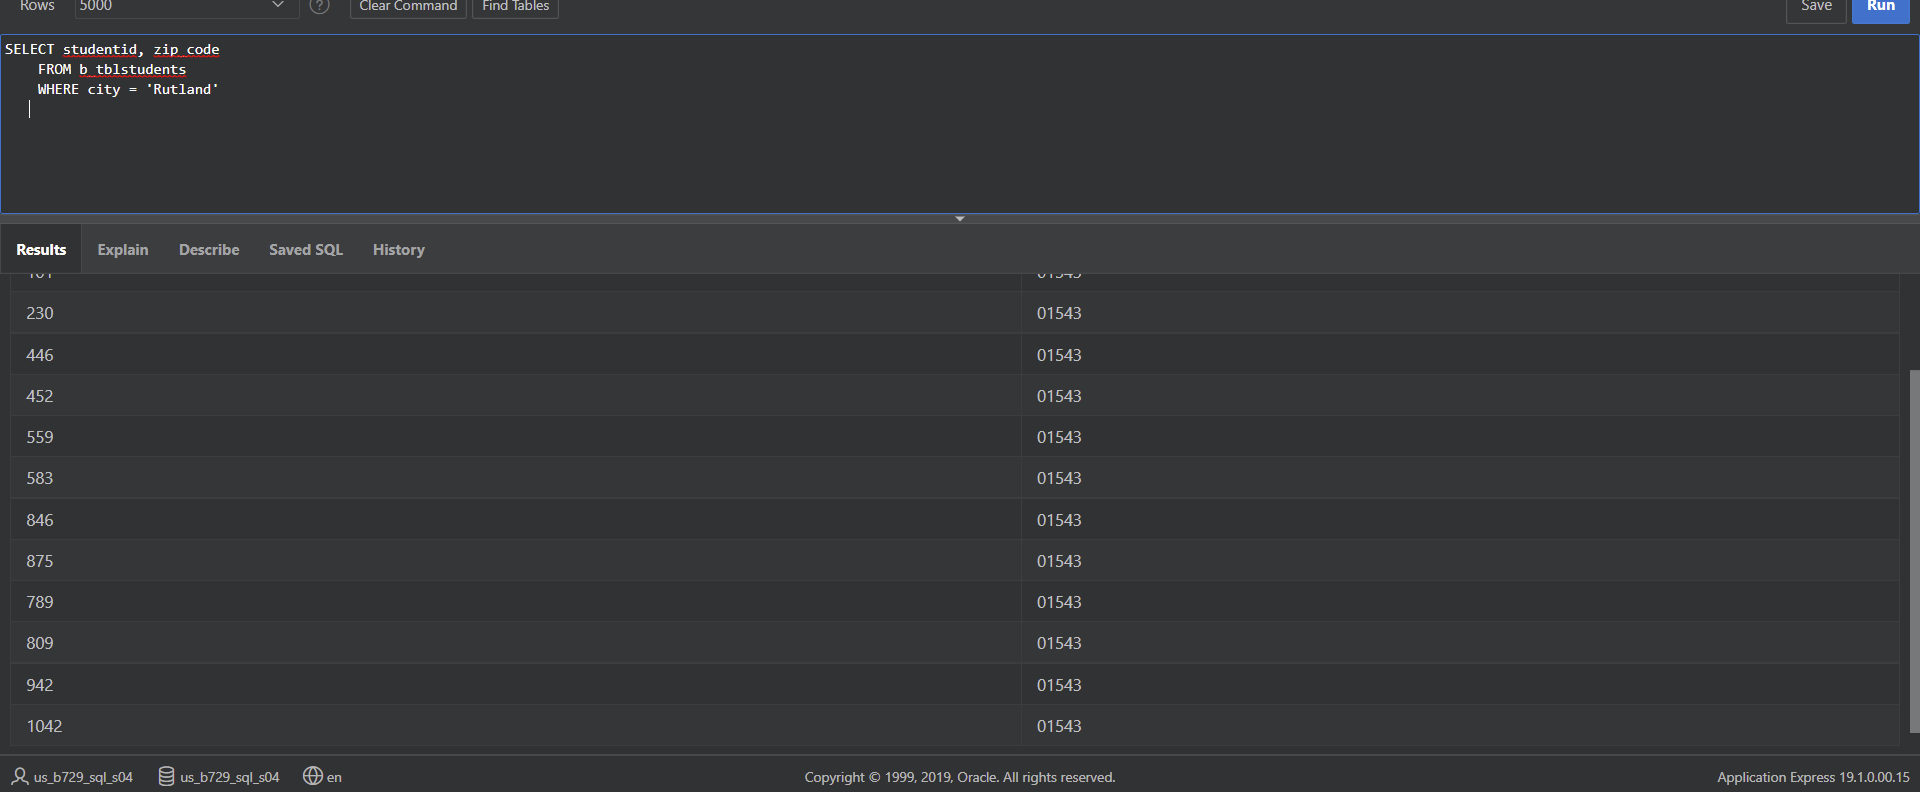 Rows 5000 ? Clear Command Find Tables Save Run
SELECT studentid, zip_code
FROM b_tblstudents
WHERE city = 'Rutland'
Results Explain Describe Saved SQL History
01543
230 01543
446 01543
452 01543
559 01543
583 01543
846 01543
875 01543
789 01543
809 01543
942 01543
1042 01543
us_b729_sql_s04 us_b729_sql_s04 en Copyright © 1999, 2019, Oracle. All rights reserved. Application Express 19.1.0.00.15